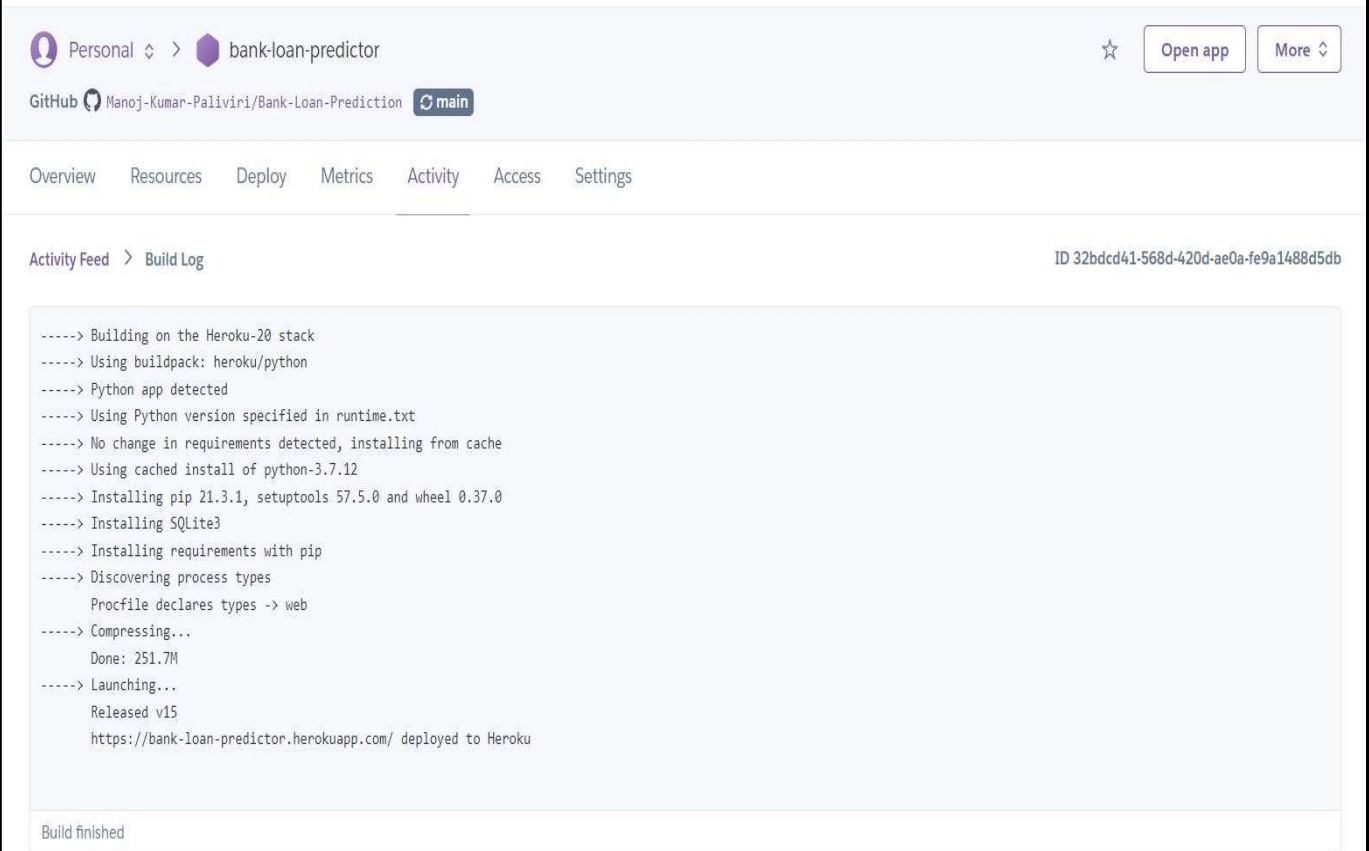 Personal > bank-loan-predictor Open app More
GitHub Manoj-Kumar-Paliviri/Bank-Loan-Prediction main
Overview Resources Deploy Metrics Activity Access Settings
Activity Feed > Build Log ID 32bdcd41-568d-420d-ae0a-fe9a1488d5db
-----> Building on the Heroku-20 stack
-----> Using buildpack: heroku/python
-----> Python app detected
-----> Using Python version specified in runtime.txt
-----> No change in requirements detected, installing from cache
-----> Using cached install of python-3.7.12
-----> Installing pip 21.3.1, setuptools 57.5.0 and wheel 0.37.0
-----> Installing SQLite3
-----> Installing requirements with pip
-----> Discovering process types
Procfile declares types -> web
-----> Compressing...
Done: 251.7M
-----> Launching...
Released v15
https://bank-loan-predictor.herokuapp.com/ deployed to Heroku
Build finished